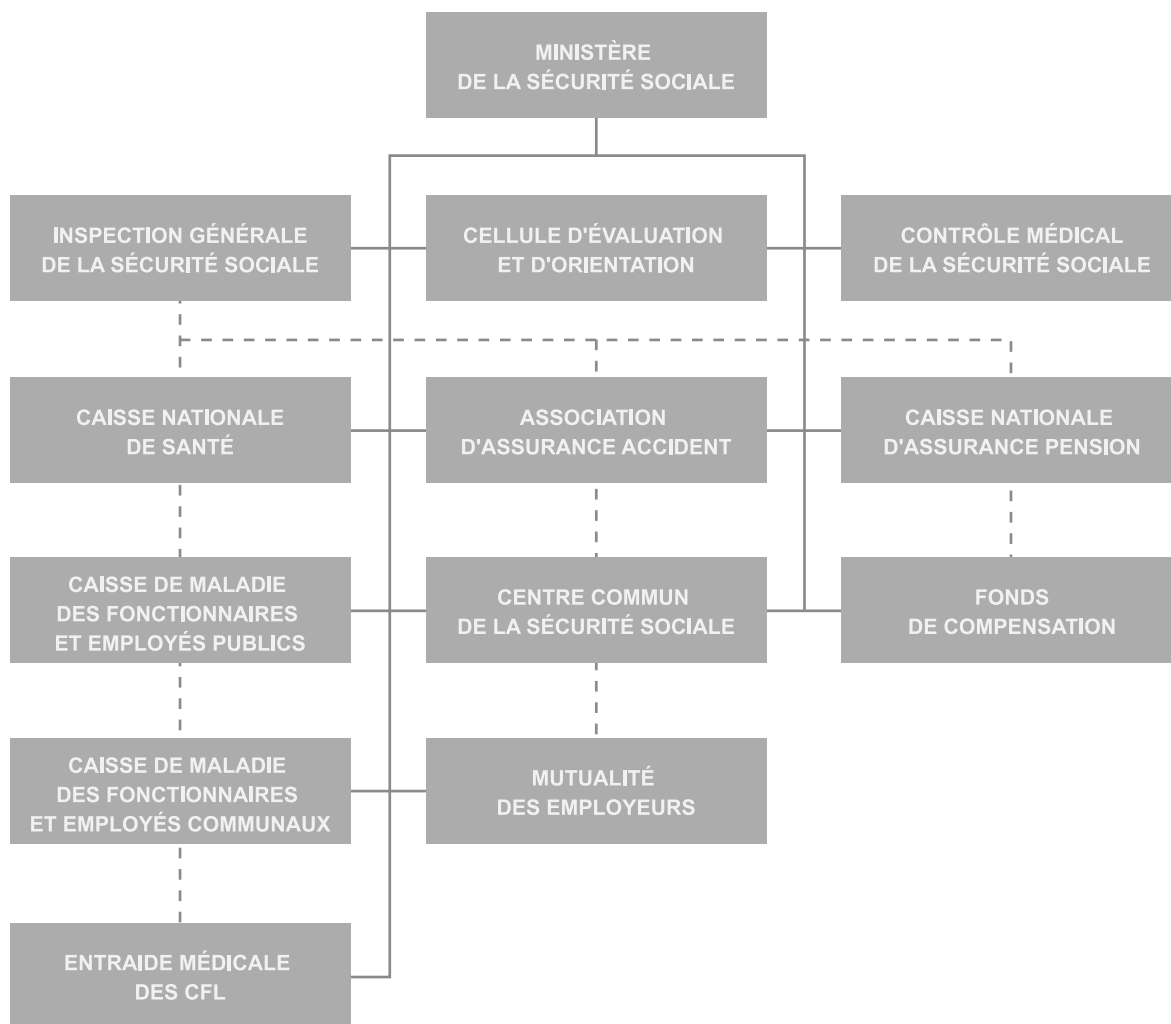 MINISTÈRE
DE LA SÉCURITÉ SOCIALE
INSPECTION GÉNÉRALE
DE LA SÉCURITÉ SOCIALE
CELLULE D'ÉVALUATION
ET D'ORIENTATION
CONTRÔLE MÉDICAL
DE LA SÉCURITÉ SOCIALE
CAISSE NATIONALE
DE SANTÉ
ASSOCIATION
D'ASSURANCE ACCIDENT
CAISSE NATIONALE
D'ASSURANCE PENSION
CAISSE DE MALADIE
DES FONCTIONNAIRES
ET EMPLOYÉS PUBLICS
CENTRE COMMUN
DE LA SÉCURITÉ SOCIALE
FONDS
DE COMPENSATION
CAISSE DE MALADIE
DES FONCTIONNAIRES
ET EMPLOYÉS COMMUNAUX
MUTUALITÉ
DES EMPLOYEURS
ENTRAIDE MÉDICALE
DES CFL